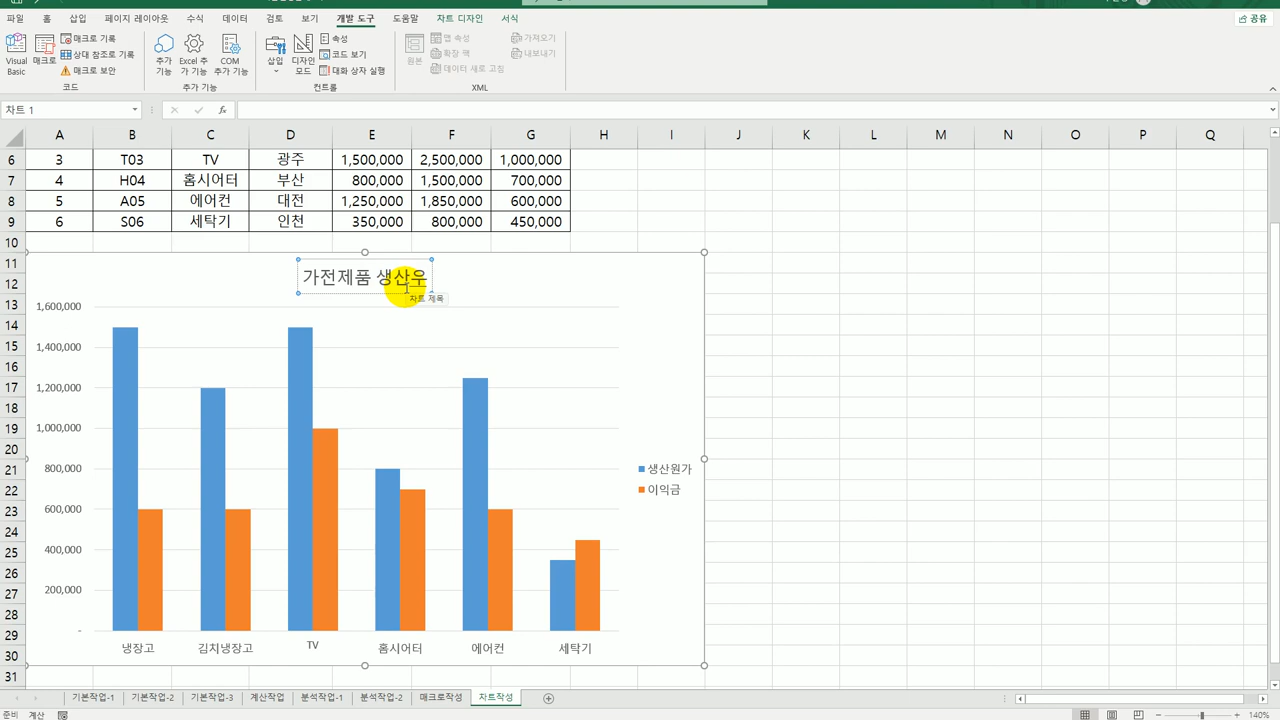 파일 홈 삽입 페이지 레이아웃 수식 데이터 검토 보기 개발 도구 도움말 차트 디자인 서식 공유
Visual Basic
매크로
매크로 기록
상대 참조로 기록
매크로 보안
코드
추가 기능
Excel 추가 기능
COM 추가 기능
추가 기능
삽입
디자인 모드
속성
코드 보기
대화 상자 실행
컨트롤
원본
맵 속성
확장 팩
데이터 새로 고침
가져오기
내보내기
XML
차트 1 fx
A B C D E F G H I J K L M N O P Q
6 3 T03 TV 광주 1,500,000 2,500,000 1,000,000
7 4 H04 홈시어터 부산 800,000 1,500,000 700,000
8 5 A05 에어컨 대전 1,250,000 1,850,000 600,000
9 6 S06 세탁기 인천 350,000 800,000 450,000
10
11
12
13
14
15
16
17
18
19
20
21
22
23
24
25
26
27
28
29
30
31
가전제품 생산우
차트 제목
1,600,000
1,400,000
1,200,000
1,000,000
800,000
600,000
400,000
200,000
-
냉장고 김치냉장고 TV 홈시어터 에어컨 세탁기
생산원가
이익금
기본작업-1 기본작업-2 기본작업-3 계산작업 분석작업-1 분석작업-2 매크로작성 차트작성
준비 계산 140%